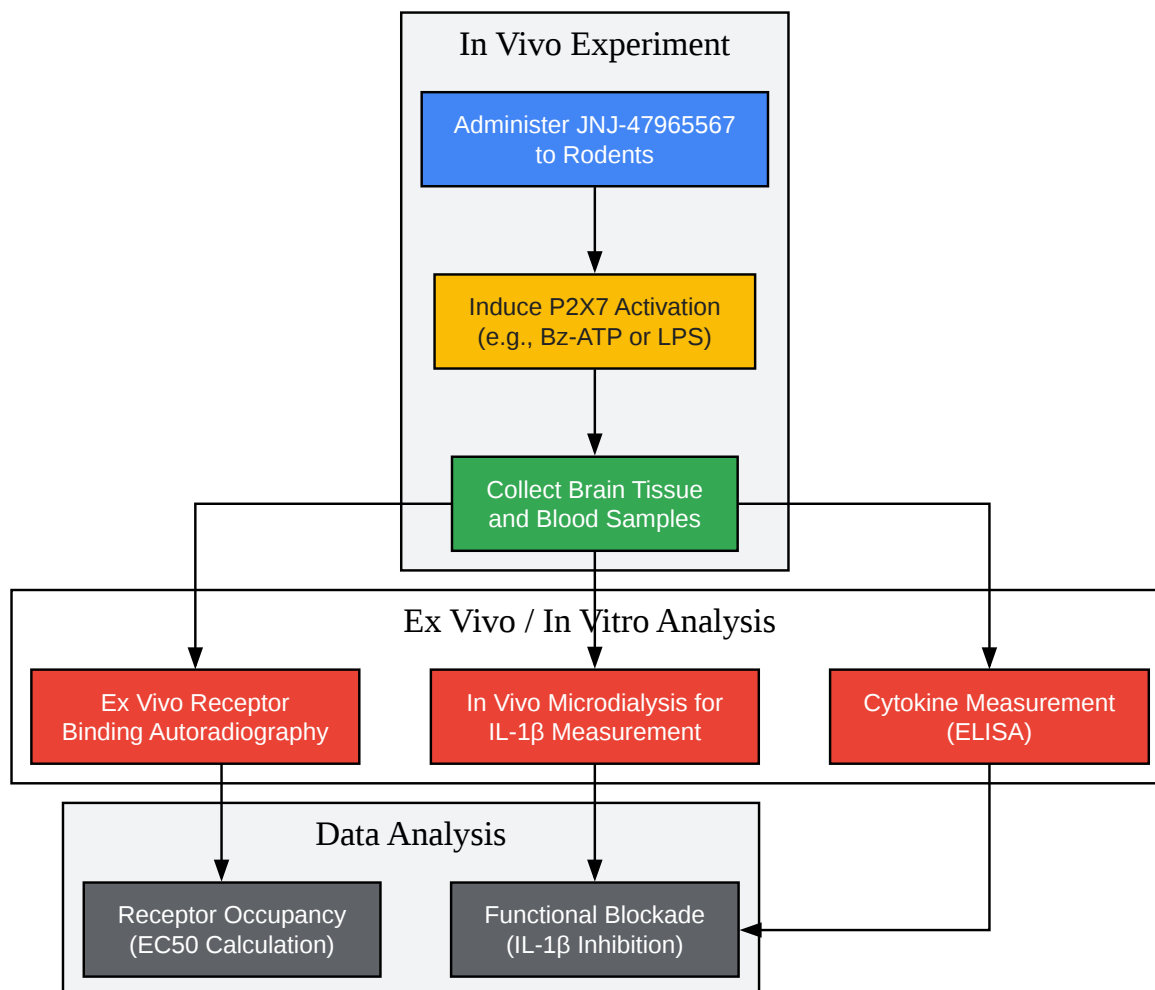 In Vivo Experiment
Administer JNJ-47965567
to Rodents
Induce P2X7 Activation
(e.g., Bz-ATP or LPS)
Collect Brain Tissue
and Blood Samples
Ex Vivo / In Vitro Analysis
Ex Vivo Receptor
Binding Autoradiography
In Vivo Microdialysis for
IL-1β Measurement
Cytokine Measurement
(ELISA)
Data Analysis
Receptor Occupancy
(EC50 Calculation)
Functional Blockade
(IL-1β Inhibition)